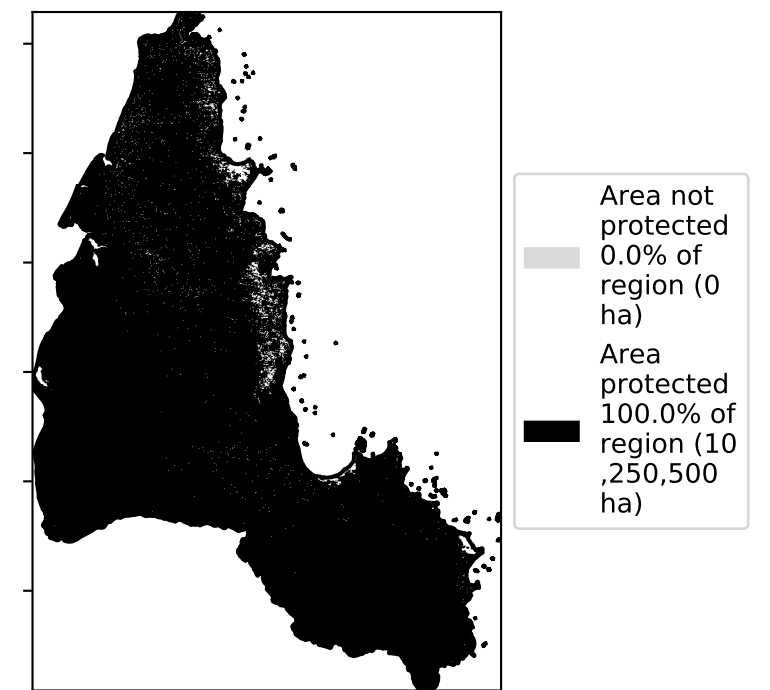 Area not
protected
0.0% of
region (0
ha)
Area
protected
100.0% of
region (10
,250,500
ha)